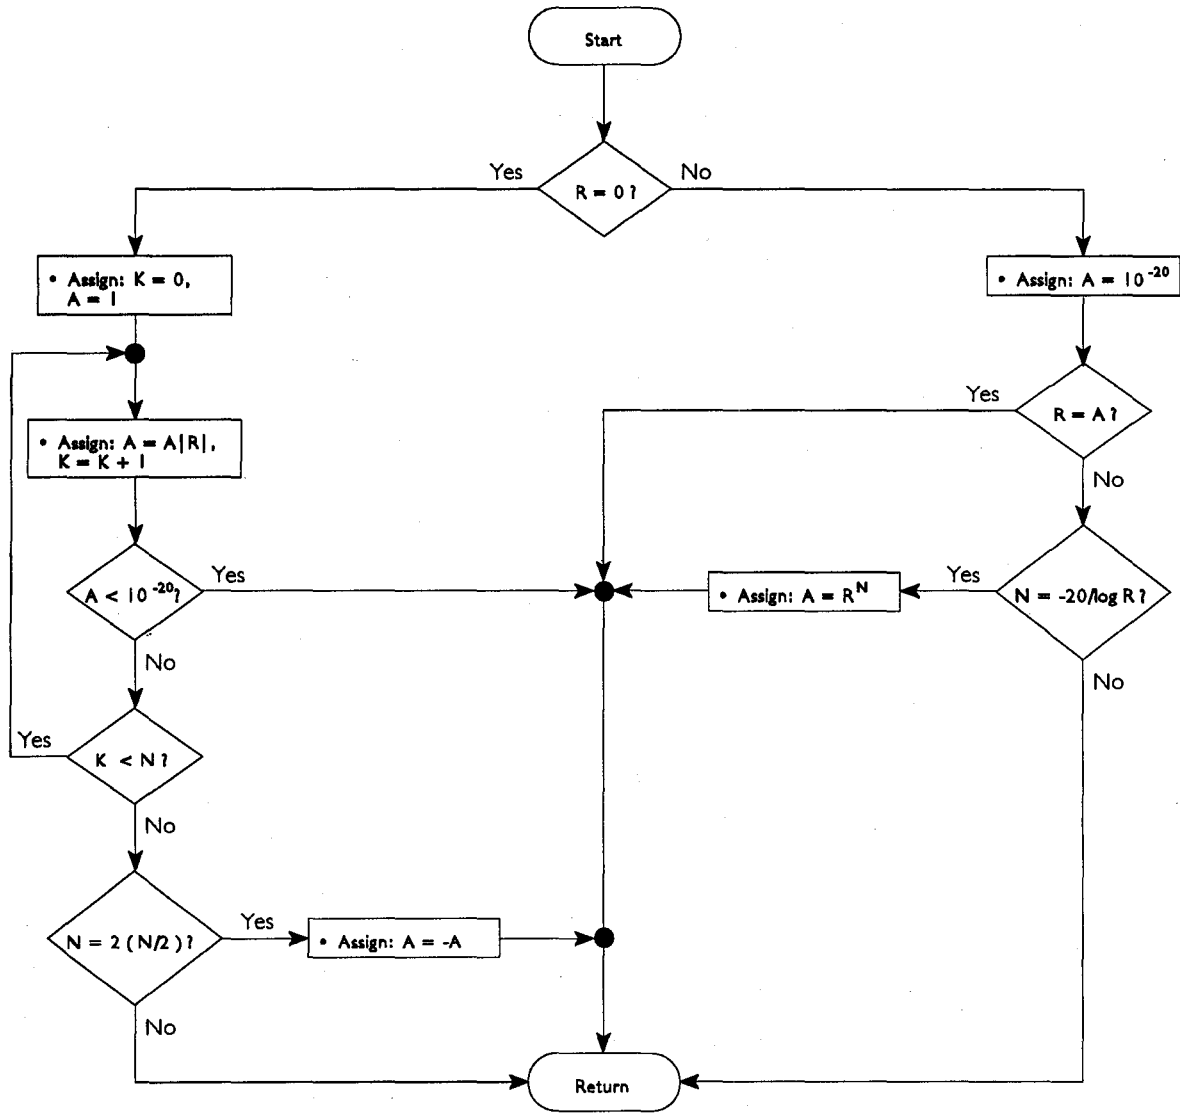 Start
Yes
No
R = 0 ?
• Assign: K = 0,
A = 1
• Assign: A = 10⁻²⁰
Yes
R = A ?
• Assign: A = A|R|,
K = K + 1
No
A < 10⁻²⁰?
Yes
• Assign: A = Rᴺ
Yes
N = -20/log R ?
No
No
Yes
K < N ?
No
N = 2 ( N/2 ) ?
Yes
• Assign: A = -A
No
Return